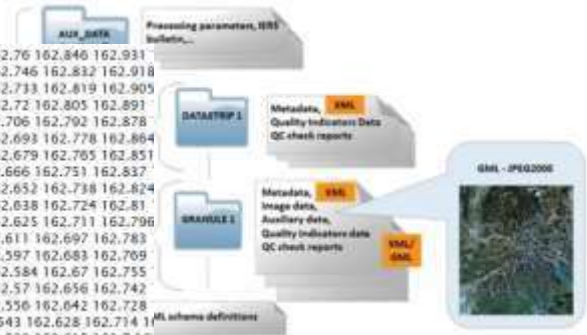 AUX_DATA
Processing parameters, IERS
bulletin,...
2.76 162.846 162.931
2.746 162.832 162.918
2.733 162.819 162.905
2.72 162.805 162.891
.706 162.792 162.878
2.693 162.778 162.864
2.679 162.765 162.851
.666 162.751 162.837
2.652 162.738 162.824
2.638 162.724 162.81
2.625 162.711 162.796
.611 162.697 162.783
.597 162.683 162.769
2.584 162.67 162.755
2.57 162.656 162.742
.556 162.642 162.728
543 162.628 162.714 1
DATASTRIP 1
Metadata, XML
Quality Indicators Data
QC check reports
GRANULE 1
Metadata, XML
Image data,
Auxiliary data,
Quality indicators data
QC check reports
XML/
GML
GML - JPEG2000
ML schema definitions